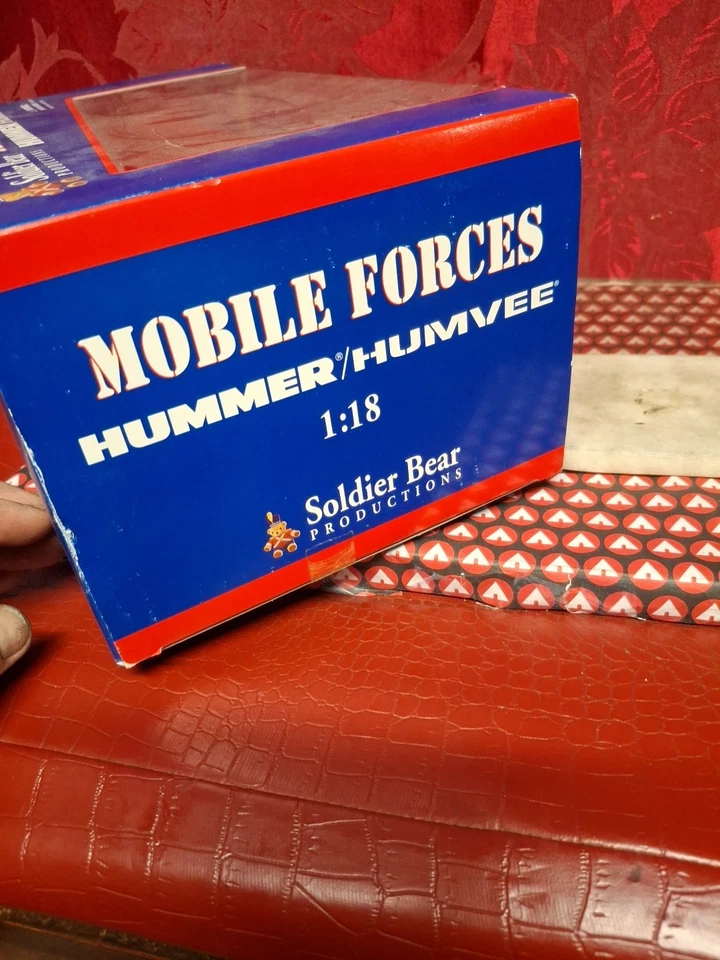 MOBILE FORCES
HUMMER®/HUMVEE®
1:18
Soldier Bear
PRODUCTIONS